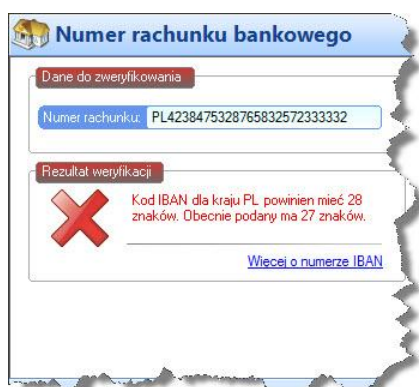 Numer rachunku bankowego
Dane do zweryfikowania
Numer rachunku: PL4238475328765832572333332
Rezultat weryfikacji
Kod IBAN dla kraju PL powinien mieć 28
znaków. Obecnie podany ma 27 znaków.
Więcej o numerze IBAN